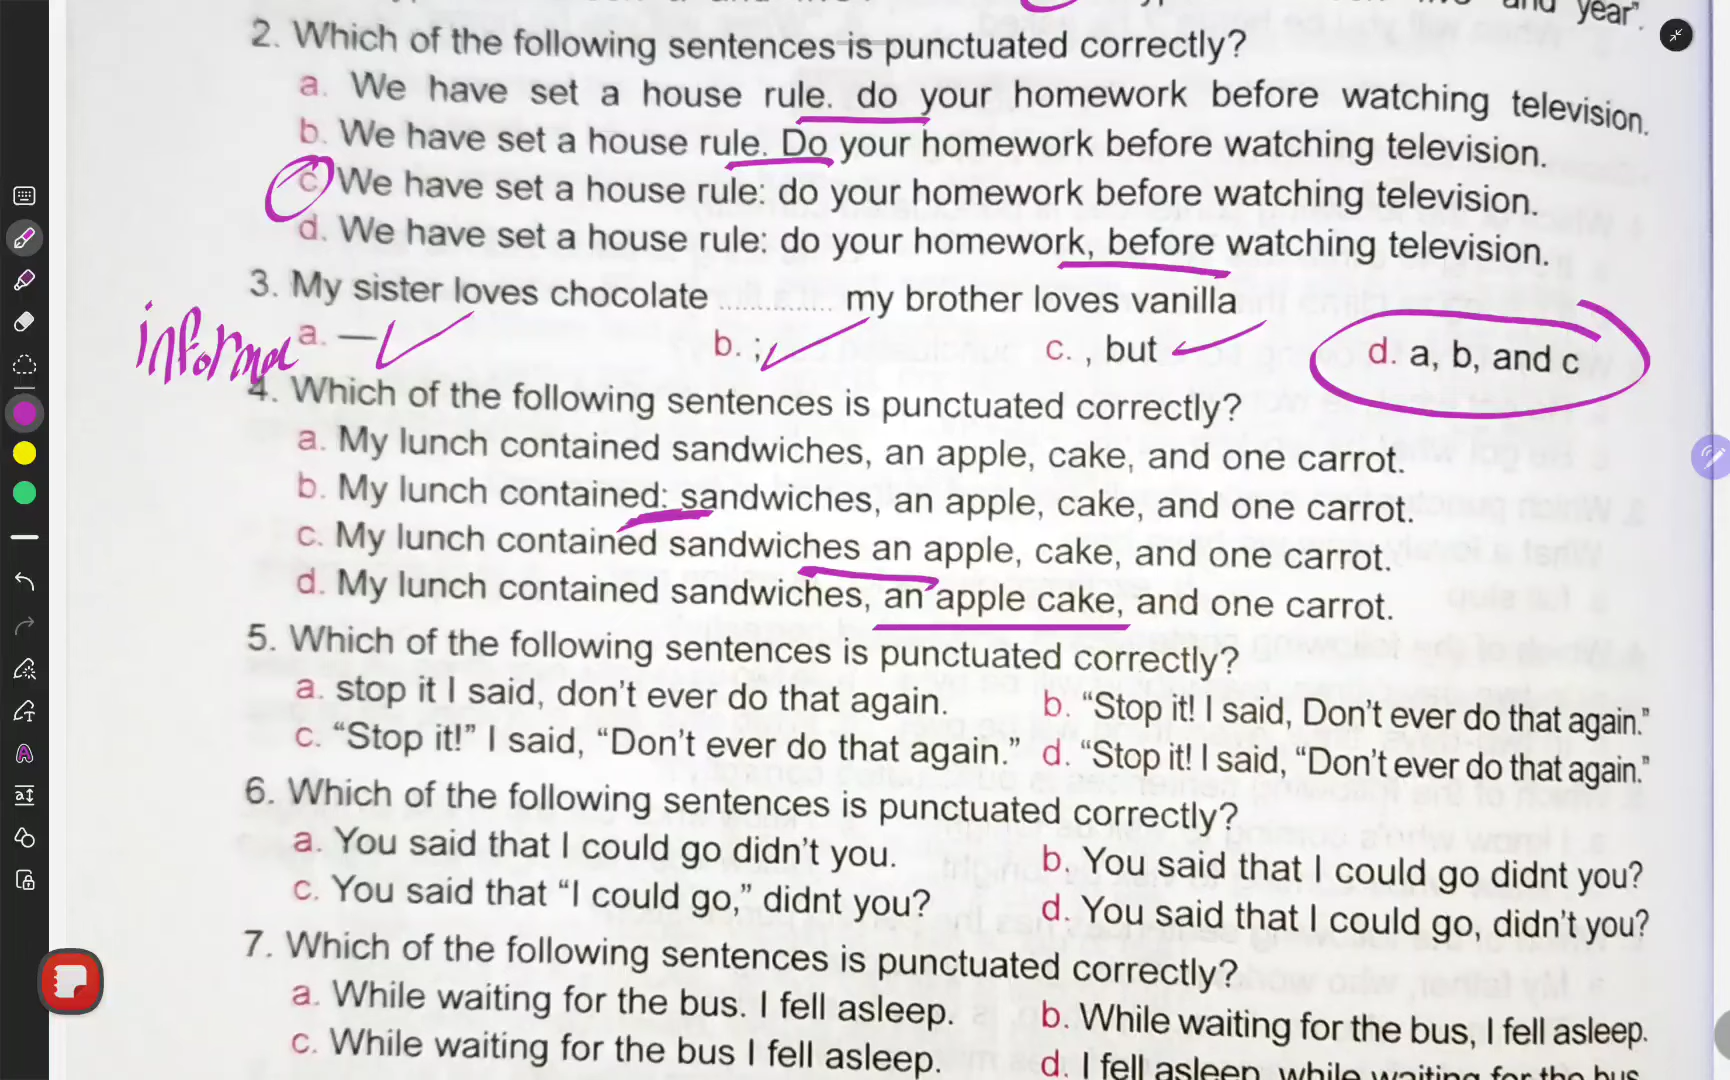 and year".
2. Which of the following sentences is punctuated correctly?
a. We have set a house rule. do your homework before watching television.
b. We have set a house rule. Do your homework before watching television.
c. We have set a house rule: do your homework before watching television.
d. We have set a house rule: do your homework, before watching television.
3. My sister loves chocolate .............. my brother loves vanilla
informal
a. — b. ; c. , but d. a, b, and c
4. Which of the following sentences is punctuated correctly?
a. My lunch contained sandwiches, an apple, cake, and one carrot.
b. My lunch contained: sandwiches, an apple, cake, and one carrot.
c. My lunch contained sandwiches an apple, cake, and one carrot.
d. My lunch contained sandwiches, an apple cake, and one carrot.
5. Which of the following sentences is punctuated correctly?
a. stop it I said, don't ever do that again. b. “Stop it! I said, Don't ever do that again.”
c. “Stop it!” I said, “Don't ever do that again.” d. “Stop it! I said, “Don't ever do that again.”
6. Which of the following sentences is punctuated correctly?
a. You said that I could go didn't you. b. You said that I could go didnt you?
c. You said that “I could go,” didnt you? d. You said that I could go, didn't you?
7. Which of the following sentences is punctuated correctly?
a. While waiting for the bus. I fell asleep. b. While waiting for the bus, I fell asleep.
c. While waiting for the bus I fell asleep. d. I fell asleep, while waiting for the bus.